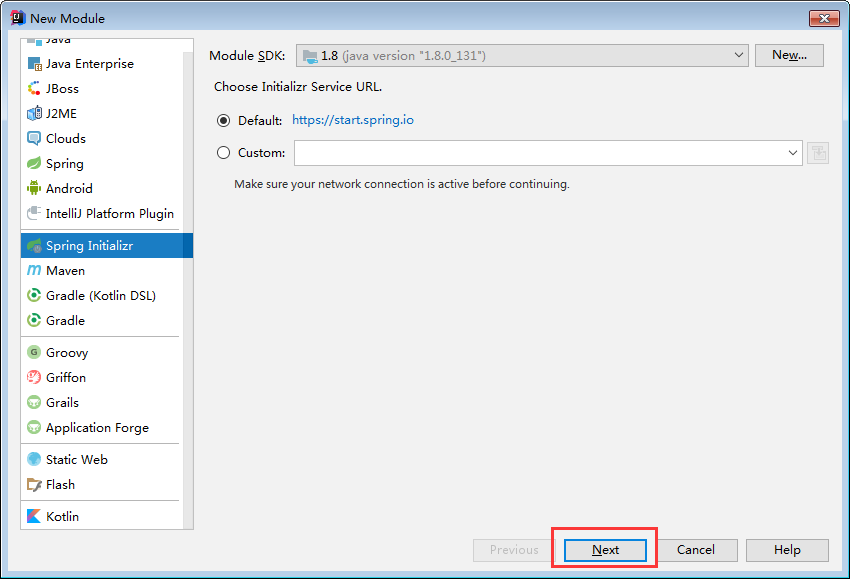 New Module
Java
Java Enterprise
JBoss
J2ME
Clouds
Spring
Android
IntelliJ Platform Plugin
Spring Initializr
Maven
Gradle (Kotlin DSL)
Gradle
Groovy
Griffon
Grails
Application Forge
Static Web
Flash
Kotlin
Module SDK: 1.8 (java version "1.8.0_131") New...
Choose Initializr Service URL.
Default: https://start.spring.io
Custom:
Make sure your network connection is active before continuing.
Previous Next Cancel Help